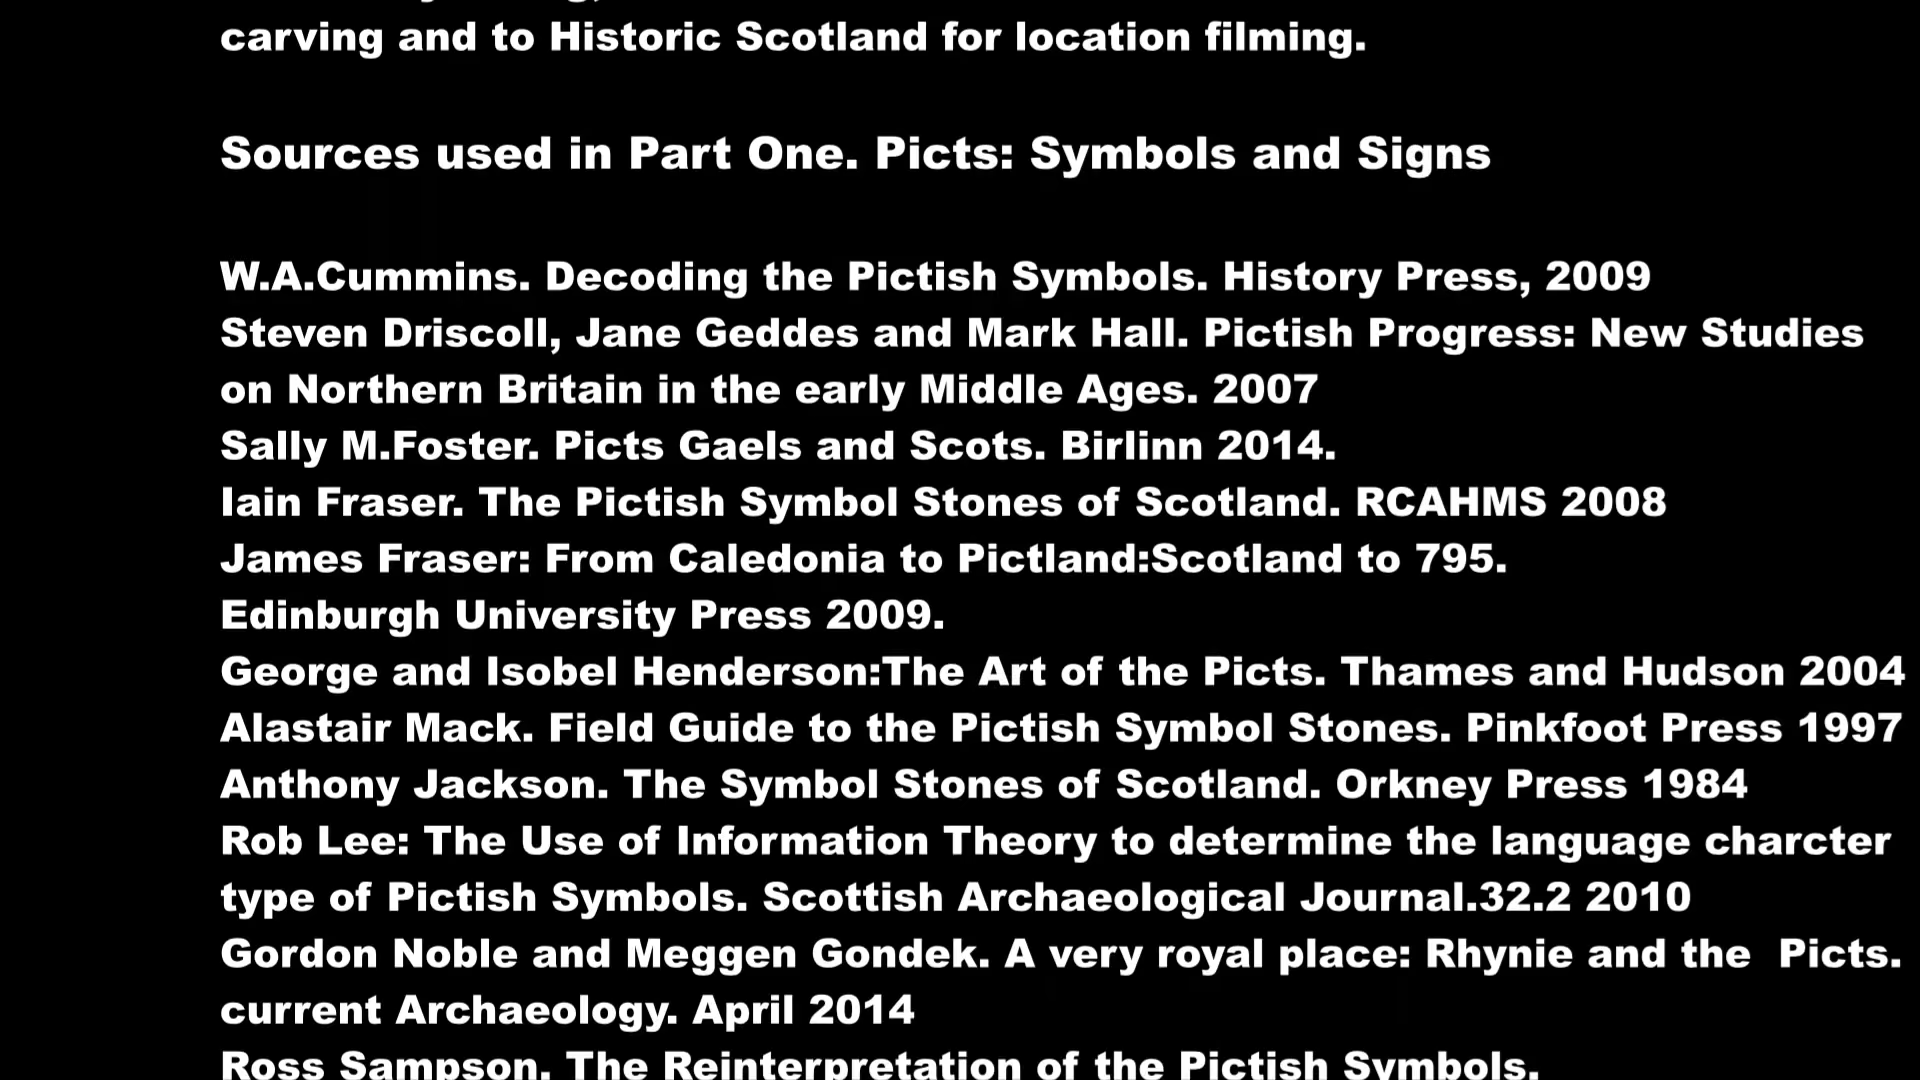 carving and to Historic Scotland for location filming.
Sources used in Part One. Picts: Symbols and Signs
W.A.Cummins. Decoding the Pictish Symbols. History Press, 2009
Steven Driscoll, Jane Geddes and Mark Hall. Pictish Progress: New Studies
on Northern Britain in the early Middle Ages. 2007
Sally M.Foster. Picts Gaels and Scots. Birlinn 2014.
Iain Fraser. The Pictish Symbol Stones of Scotland. RCAHMS 2008
James Fraser: From Caledonia to Pictland:Scotland to 795.
Edinburgh University Press 2009.
George and Isobel Henderson:The Art of the Picts. Thames and Hudson 2004
Alastair Mack. Field Guide to the Pictish Symbol Stones. Pinkfoot Press 1997
Anthony Jackson. The Symbol Stones of Scotland. Orkney Press 1984
Rob Lee: The Use of Information Theory to determine the language charcter
type of Pictish Symbols. Scottish Archaeological Journal.32.2 2010
Gordon Noble and Meggen Gondek. A very royal place: Rhynie and the  Picts.
current Archaeology. April 2014
Ross Sampson. The Reinterpretation of the Pictish Symbols.